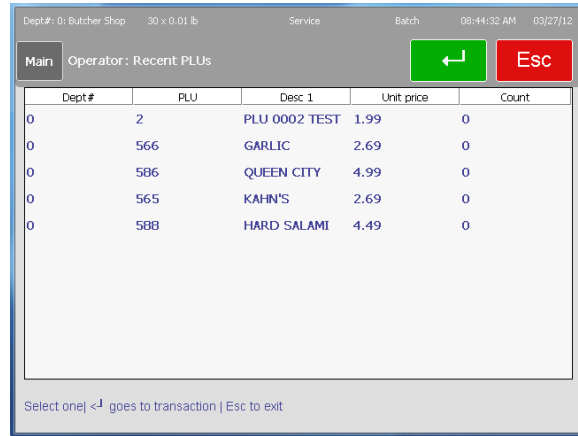 Dept#: 0: Butcher Shop 30 x 0.01 lb Service Batch 08:44:32 AM 03/27/12
Main Operator: Recent PLUs ↵ Esc
Dept# PLU Desc 1 Unit price Count
0 2 PLU 0002 TEST 1.99 0
0 566 GARLIC 2.69 0
0 586 QUEEN CITY 4.99 0
0 565 KAHN'S 2.69 0
0 588 HARD SALAMI 4.49 0
Select one| <┘ goes to transaction | Esc to exit